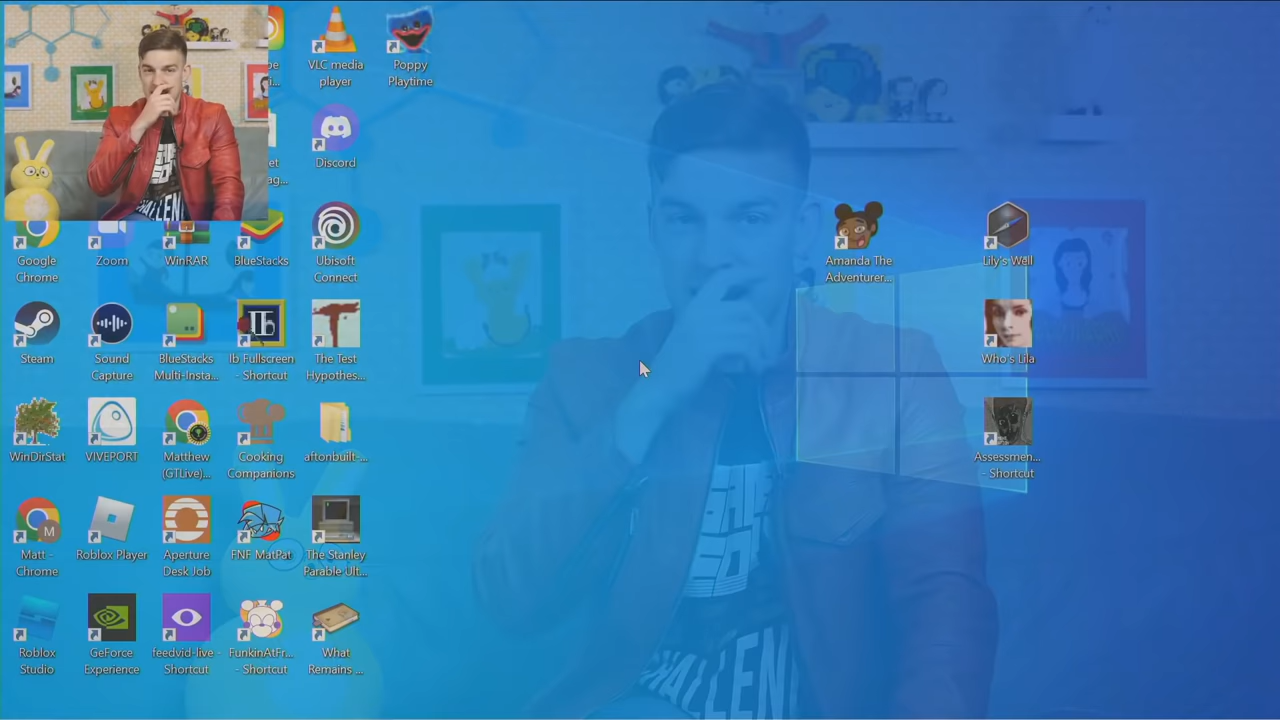 VLC media
player
Poppy
Playtime
Discord
ag...
Google
Chrome
Zoom
WinRAR
BlueStacks
Ubisoft
Connect
Amanda The
Adventurer...
Lily's Well
Steam
Sound
Capture
BlueStacks
Multi-Insta...
Ib Fullscreen
- Shortcut
The Test
Hypothes...
Who's Lila
WinDirStat
VIVEPORT
Matthew
(GTLive)...
Cooking
Companions
aftonbuilt-...
Assessmen...
- Shortcut
Matt -
Chrome
Roblox Player
Aperture
Desk Job
FNF MatPat
The Stanley
Parable Ult...
Roblox
Studio
GeForce
Experience
feedvid-live -
Shortcut
FunkinAtFr...
- Shortcut
What
Remains ...